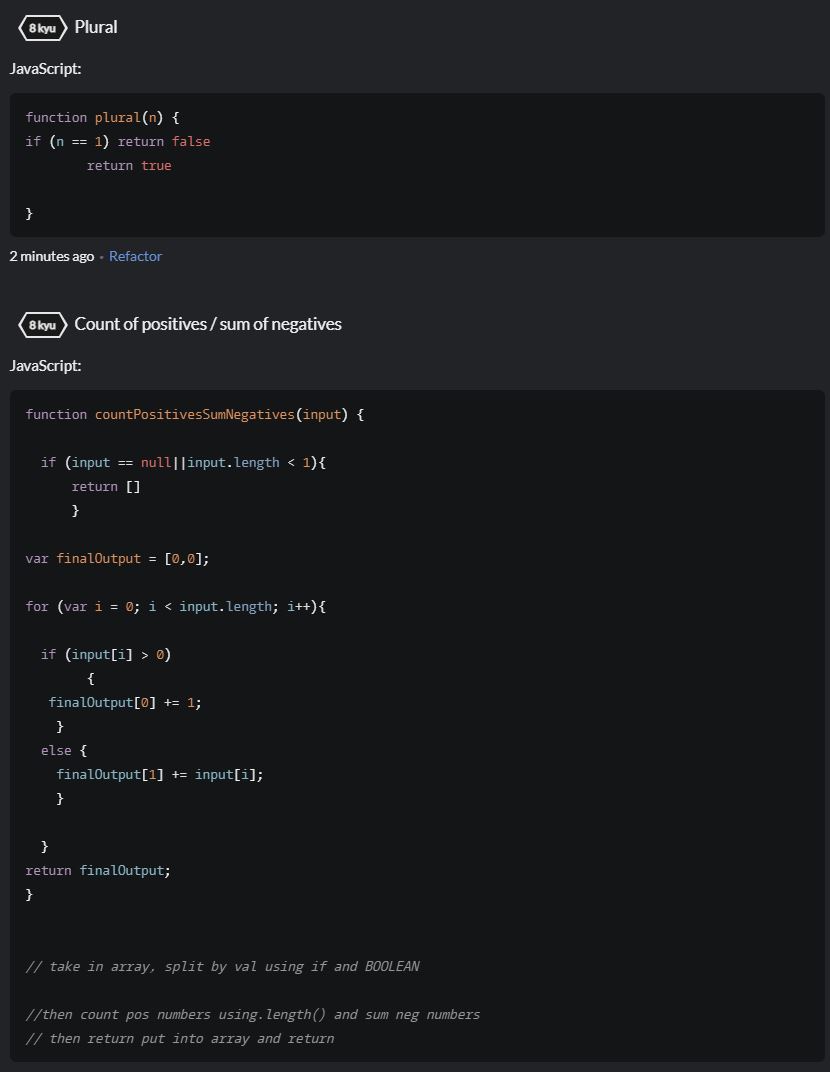 8 kyu Plural
JavaScript:
function plural(n) {
if (n == 1) return false
        return true
}
2 minutes ago • Refactor
8 kyu Count of positives / sum of negatives
JavaScript:
function countPositivesSumNegatives(input) {
  if (input == null||input.length < 1){
      return []
      }
var finalOutput = [0,0];
for (var i = 0; i < input.length; i++){
  if (input[i] > 0)
        {
   finalOutput[0] += 1;
    }
  else {
    finalOutput[1] += input[i];
    }
  }
return finalOutput;
}
// take in array, split by val using if and BOOLEAN
//then count pos numbers using.length() and sum neg numbers
// then return put into array and return